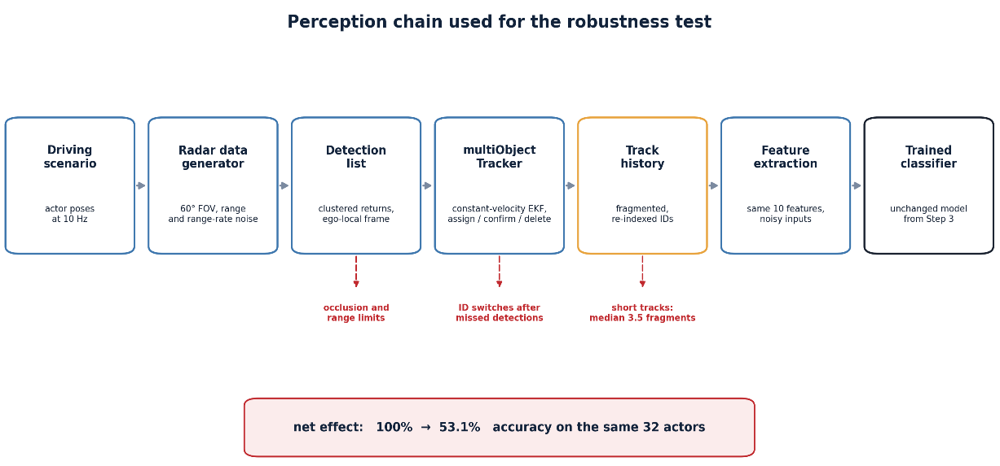 Perception chain used for the robustness test
Driving
scenario
actor poses
at 10 Hz
Radar data
generator
60° FOV, range
and range-rate noise
Detection
list
clustered returns,
ego-local frame
multiObject
Tracker
constant-velocity EKF,
assign / confirm / delete
Track
history
fragmented,
re-indexed IDs
Feature
extraction
same 10 features,
noisy inputs
Trained
classifier
unchanged model
from Step 3
occlusion and
range limits
ID switches after
missed detections
short tracks:
median 3.5 fragments
net effect: 100% → 53.1% accuracy on the same 32 actors